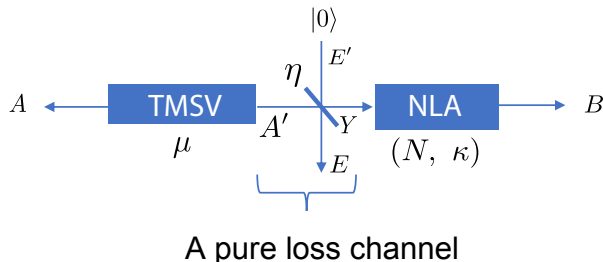 |0⟩
E′
η
A
TMSV
NLA
B
A′
Y
μ
(N, κ)
E
A pure loss channel